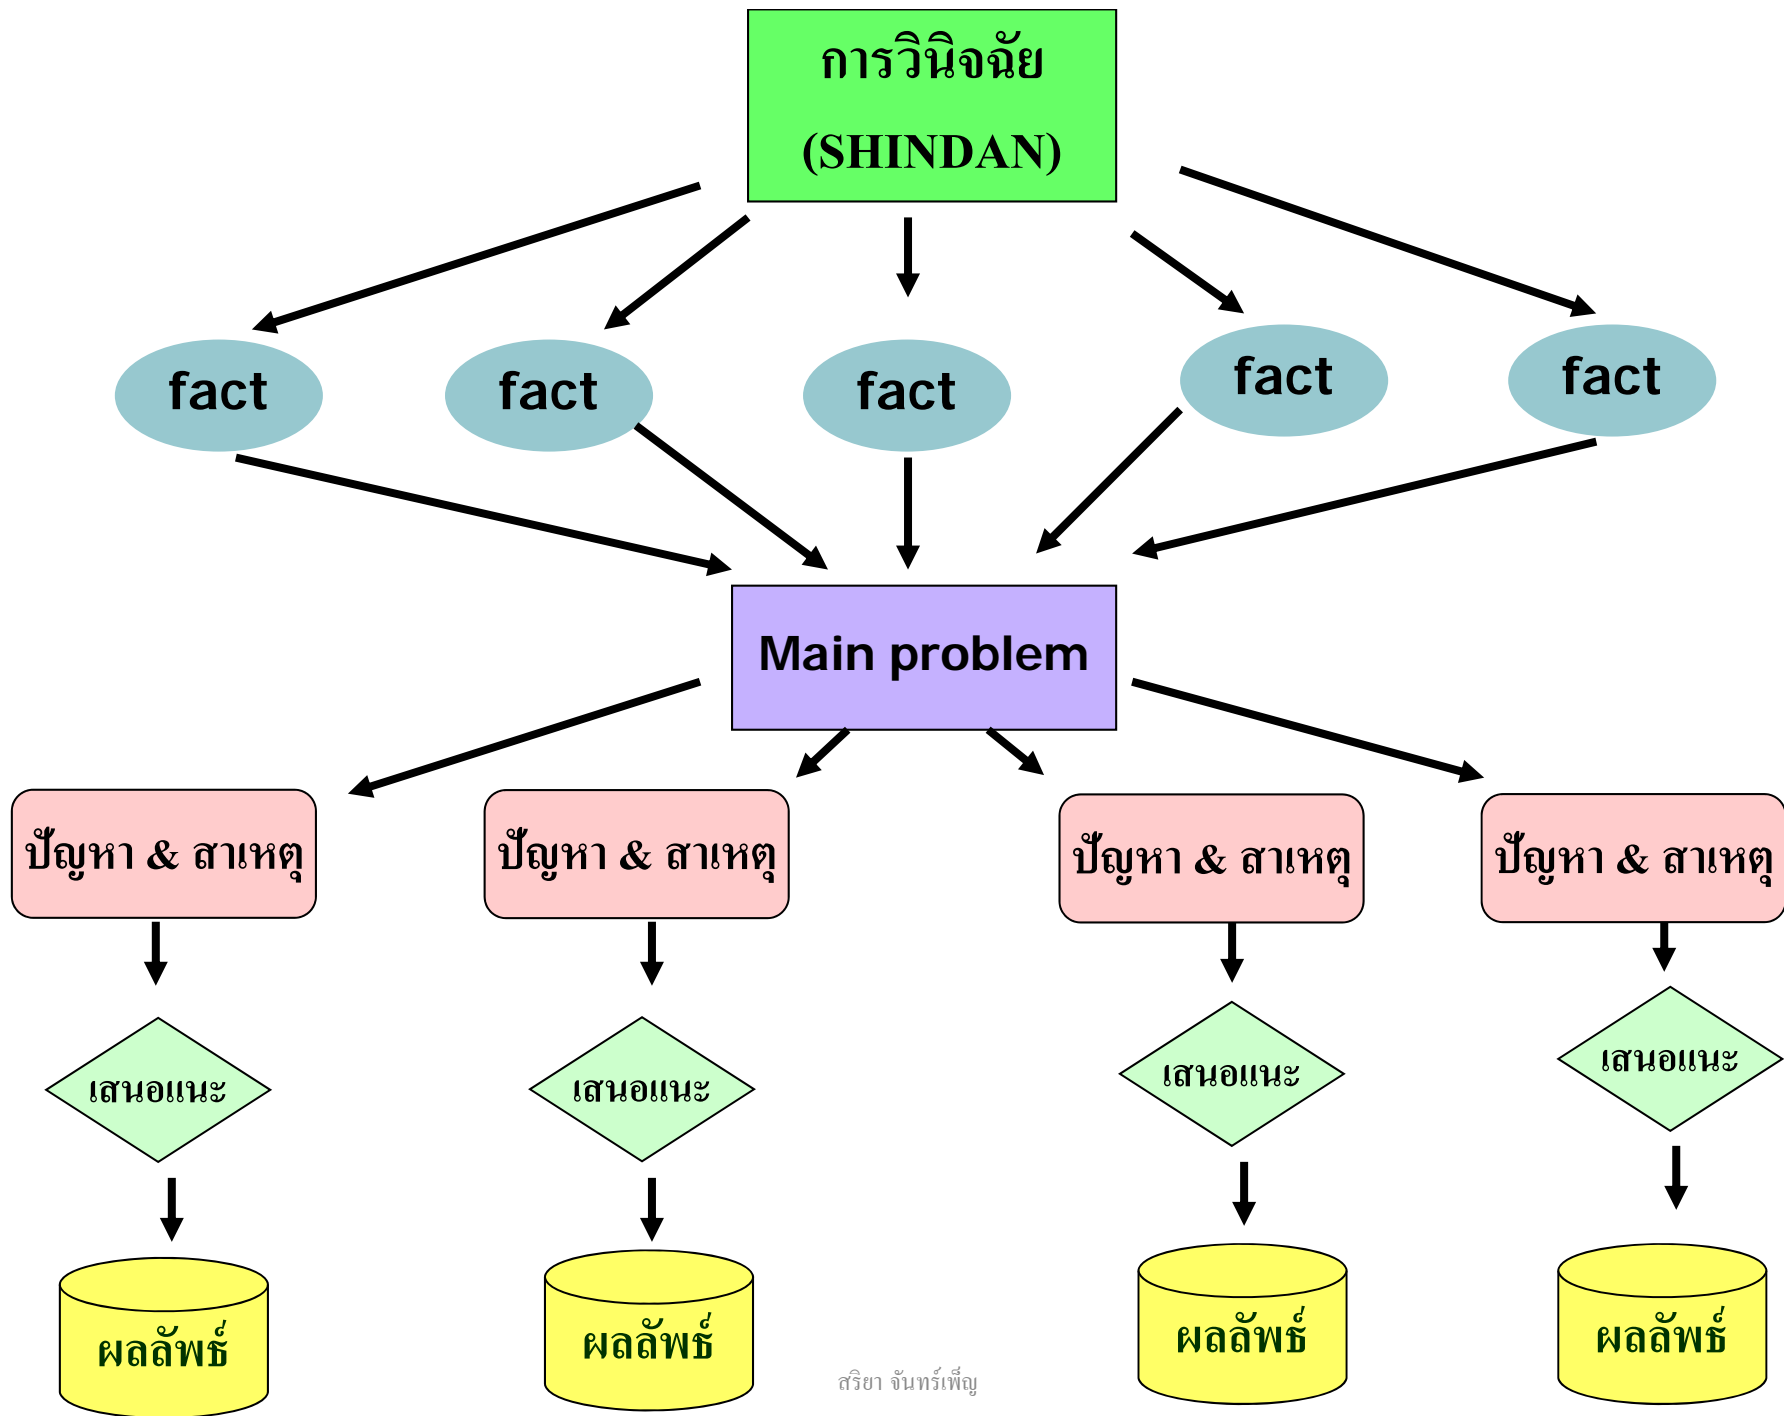 การวินิจฉัย
(SHINDAN)
fact
fact
fact
fact
fact
Main problem
ปัญหา & สาเหตุ
ปัญหา & สาเหตุ
ปัญหา & สาเหตุ
ปัญหา & สาเหตุ
เสนอแนะ
เสนอแนะ
เสนอแนะ
เสนอแนะ
ผลลัพธ์
ผลลัพธ์
ผลลัพธ์
ผลลัพธ์
สริยา จันทร์เพ็ญ